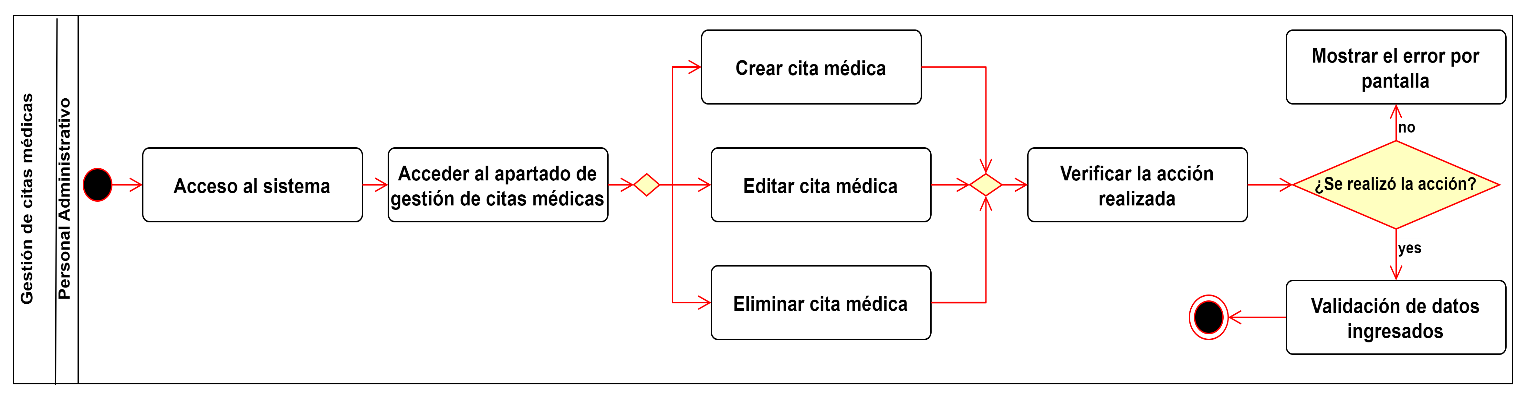 Gestión de citas médicas
Personal Administrativo
Acceso al sistema
Acceder al apartado de
gestión de citas médicas
Crear cita médica
Editar cita médica
Eliminar cita médica
Verificar la acción
realizada
¿Se realizó la acción?
no
Mostrar el error por
pantalla
yes
Validación de datos
ingresados